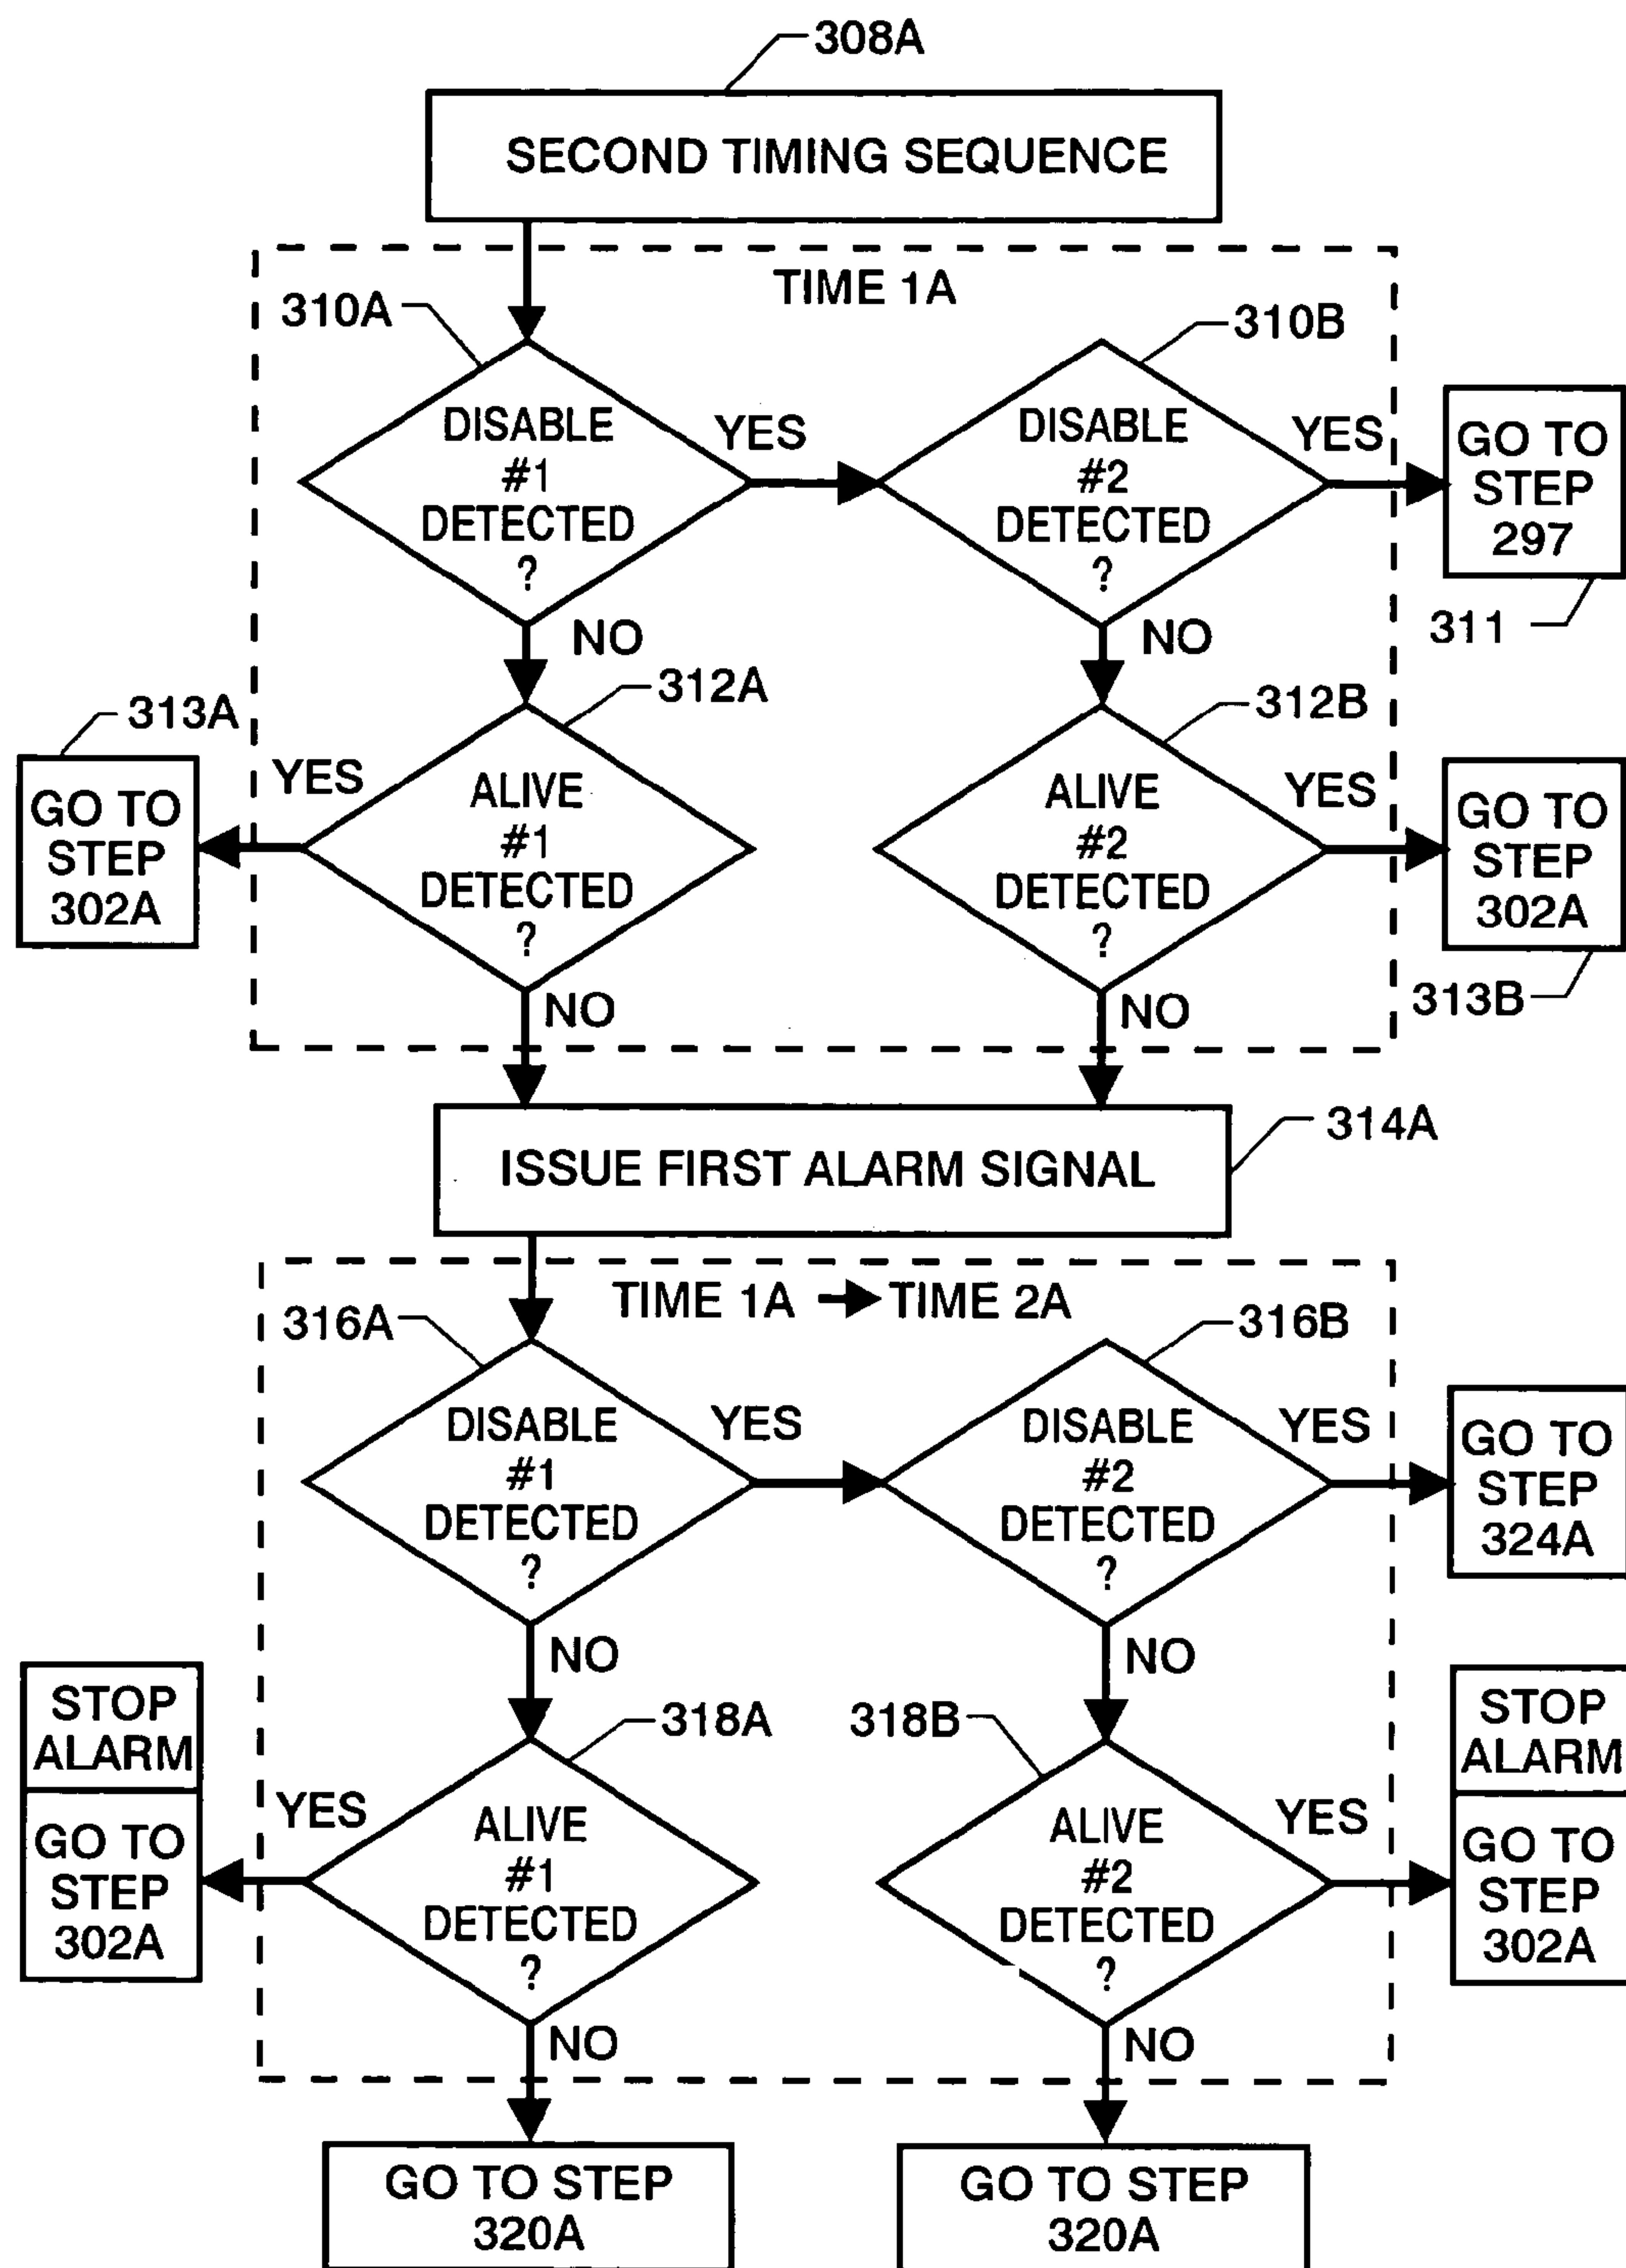 308A
SECOND TIMING SEQUENCE
TIME 1A
310A
310B
DISABLE
#1
DETECTED
?
YES
DISABLE
#2
DETECTED
?
YES
GO TO
STEP
297
311
NO
NO
312A
312B
313A
GO TO
STEP
302A
YES
ALIVE
#1
DETECTED
?
ALIVE
#2
DETECTED
?
YES
GO TO
STEP
302A
313B
NO
NO
ISSUE FIRST ALARM SIGNAL
314A
TIME 1A
TIME 2A
316A
316B
DISABLE
#1
DETECTED
?
YES
DISABLE
#2
DETECTED
?
YES
GO TO
STEP
324A
NO
NO
318A
318B
STOP
ALARM
GO TO
STEP
302A
YES
ALIVE
#1
DETECTED
?
ALIVE
#2
DETECTED
?
YES
STOP
ALARM
GO TO
STEP
302A
NO
NO
GO TO STEP
320A
GO TO STEP
320A